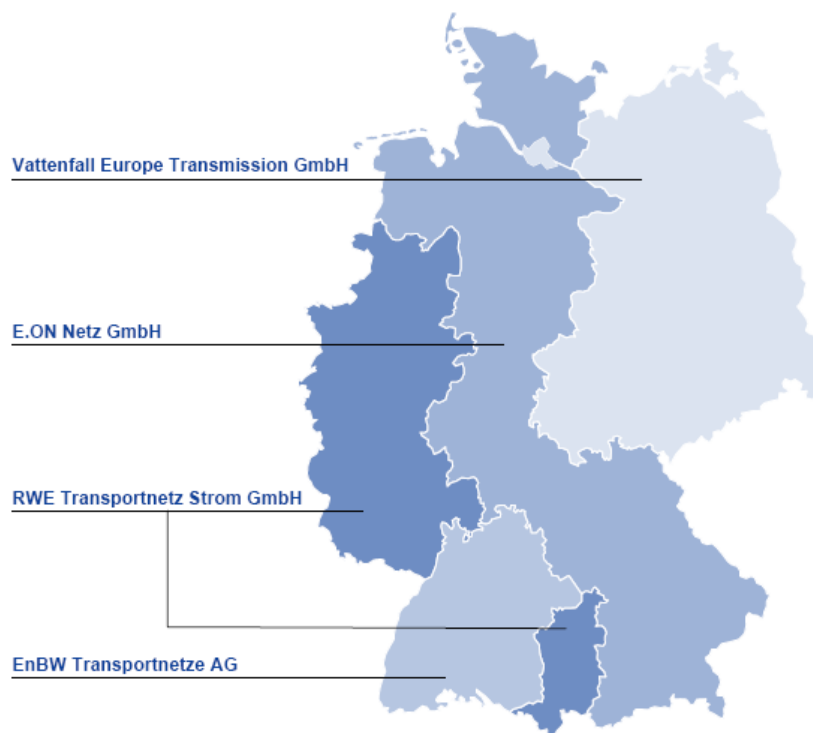 Vattenfall Europe Transmission GmbH
E.ON Netz GmbH
RWE Transportnetz Strom GmbH
EnBW Transportnetze AG